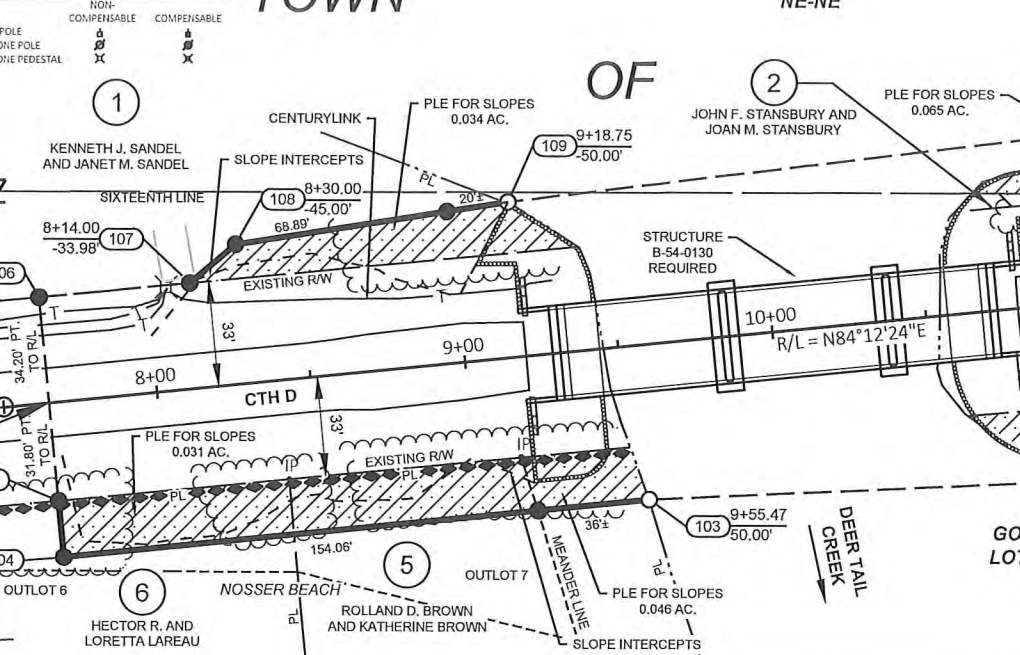 TOWN
NE-NE
NON-
COMPENSABLE
COMPENSABLE
POLE
ONE POLE
ONE PEDESTAL
OF
1
KENNETH J. SANDEL
AND JANET M. SANDEL
CENTURYLINK
PLE FOR SLOPES
0.034 AC.
109
9+18.75
-50.00'
2
JOHN F. STANSBURY AND
JOAN M. STANSBURY
PLE FOR SLOPES
0.065 AC.
SLOPE INTERCEPTS
SIXTEENTH LINE
108
8+30.00
-45.00'
PL
20'±
68.89'
8+14.00
-33.98'
107
06
EXISTING R/W
STRUCTURE
B-54-0130
REQUIRED
T
T
T
34.20' PT.
TO R/L
33'
8+00
9+00
10+00
R/L = N84°12'24"E
CTH D
33'
31.80' PT.
TO R/L
PLE FOR SLOPES
0.031 AC.
IP
EXISTING R/W
IP
PL
PL
154.06'
36'±
103
9+55.47
50.00'
04
OUTLOT 6
6
HECTOR R. AND
LORETTA LAREAU
NOSSER BEACH
PL
5
ROLLAND D. BROWN
AND KATHERINE BROWN
OUTLOT 7
MEANDER LINE
PLE FOR SLOPES
0.046 AC.
PL
SLOPE INTERCEPTS
DEER TAIL
CREEK
GO
LOT